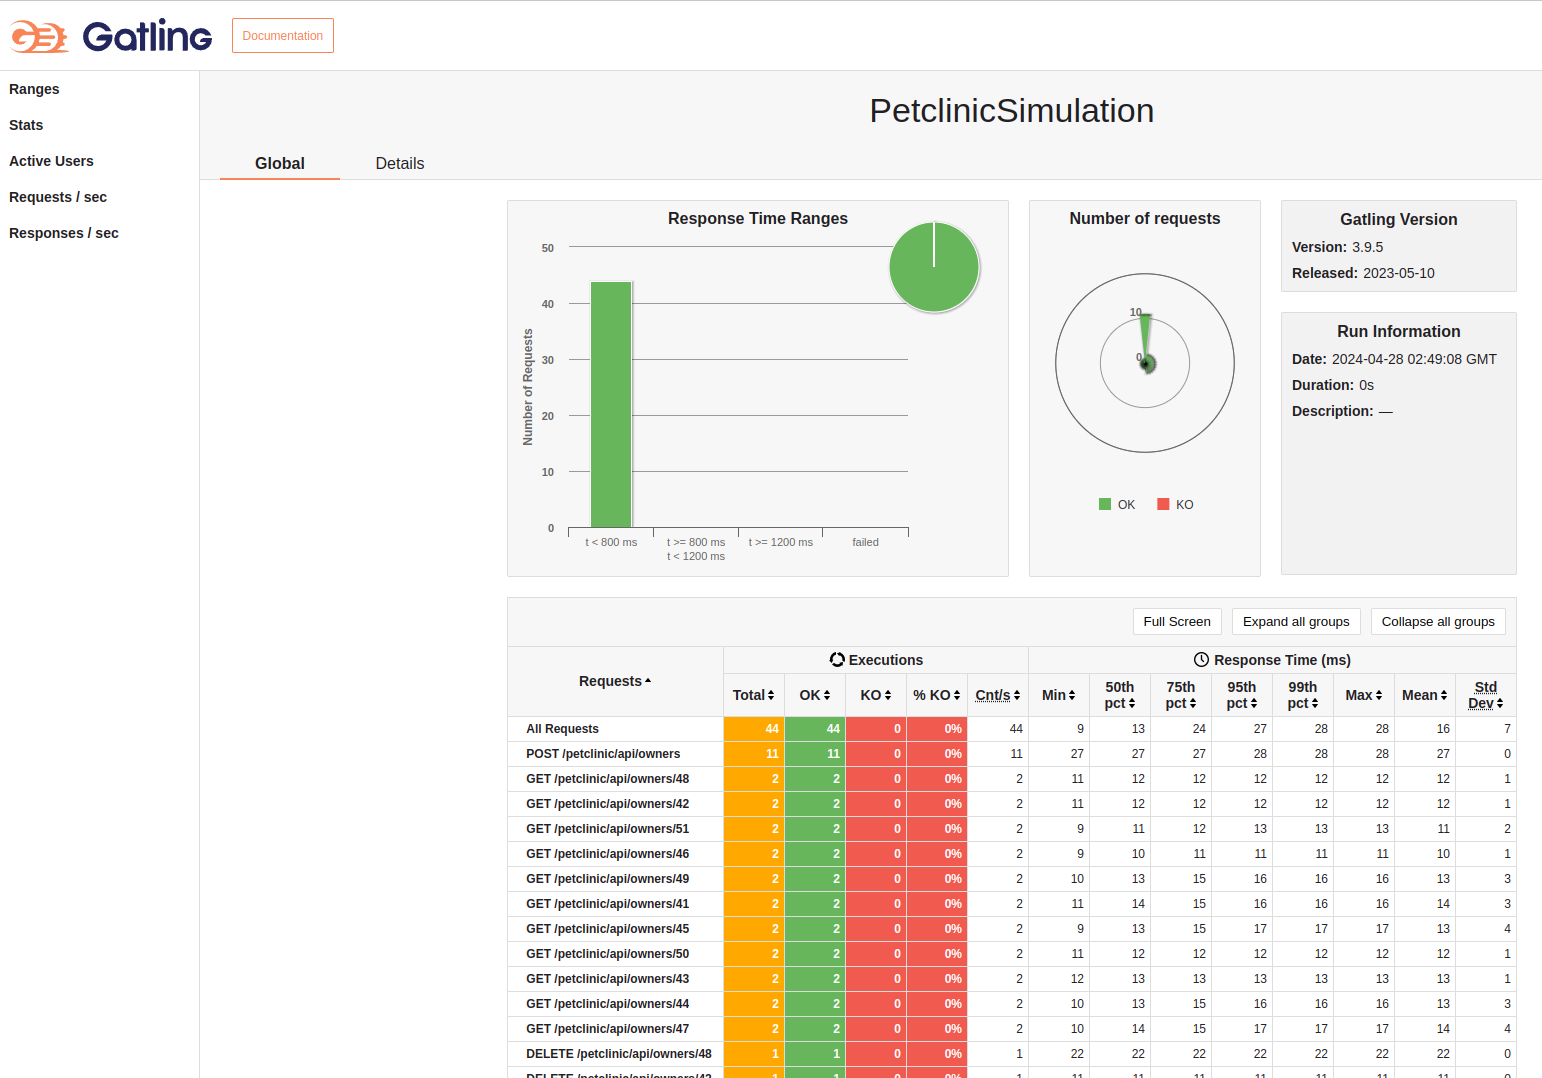 Gatling
Documentation
Ranges
Stats
Active Users
Requests / sec
Responses / sec
PetclinicSimulation
Global Details
Response Time Ranges
Number of Requests
50
40
30
20
10
0
t < 800 ms
t >= 800 ms
t < 1200 ms
t >= 1200 ms
failed
Number of requests
10
0
OK KO
Gatling Version
Version: 3.9.5
Released: 2023-05-10
Run Information
Date: 2024-04-28 02:49:08 GMT
Duration: 0s
Description: —
Full Screen Expand all groups Collapse all groups
Requests Executions Response Time (ms)
Total OK KO % KO Cnt/s Min 50th pct 75th pct 95th pct 99th pct Max Mean Std Dev
All Requests 44 44 0 0% 44 9 13 24 27 28 28 16 7
POST /petclinic/api/owners 11 11 0 0% 11 27 27 27 28 28 28 27 0
GET /petclinic/api/owners/48 2 2 0 0% 2 11 12 12 12 12 12 12 1
GET /petclinic/api/owners/42 2 2 0 0% 2 11 12 12 12 12 12 12 1
GET /petclinic/api/owners/51 2 2 0 0% 2 9 11 12 13 13 13 11 2
GET /petclinic/api/owners/46 2 2 0 0% 2 9 10 11 11 11 11 10 1
GET /petclinic/api/owners/49 2 2 0 0% 2 10 13 15 16 16 16 13 3
GET /petclinic/api/owners/41 2 2 0 0% 2 11 14 15 16 16 16 14 3
GET /petclinic/api/owners/45 2 2 0 0% 2 9 13 15 17 17 17 13 4
GET /petclinic/api/owners/50 2 2 0 0% 2 11 12 12 12 12 12 12 1
GET /petclinic/api/owners/43 2 2 0 0% 2 12 13 13 13 13 13 13 1
GET /petclinic/api/owners/44 2 2 0 0% 2 10 13 15 16 16 16 13 3
GET /petclinic/api/owners/47 2 2 0 0% 2 10 14 15 17 17 17 14 4
DELETE /petclinic/api/owners/48 1 1 0 0% 1 22 22 22 22 22 22 22 0